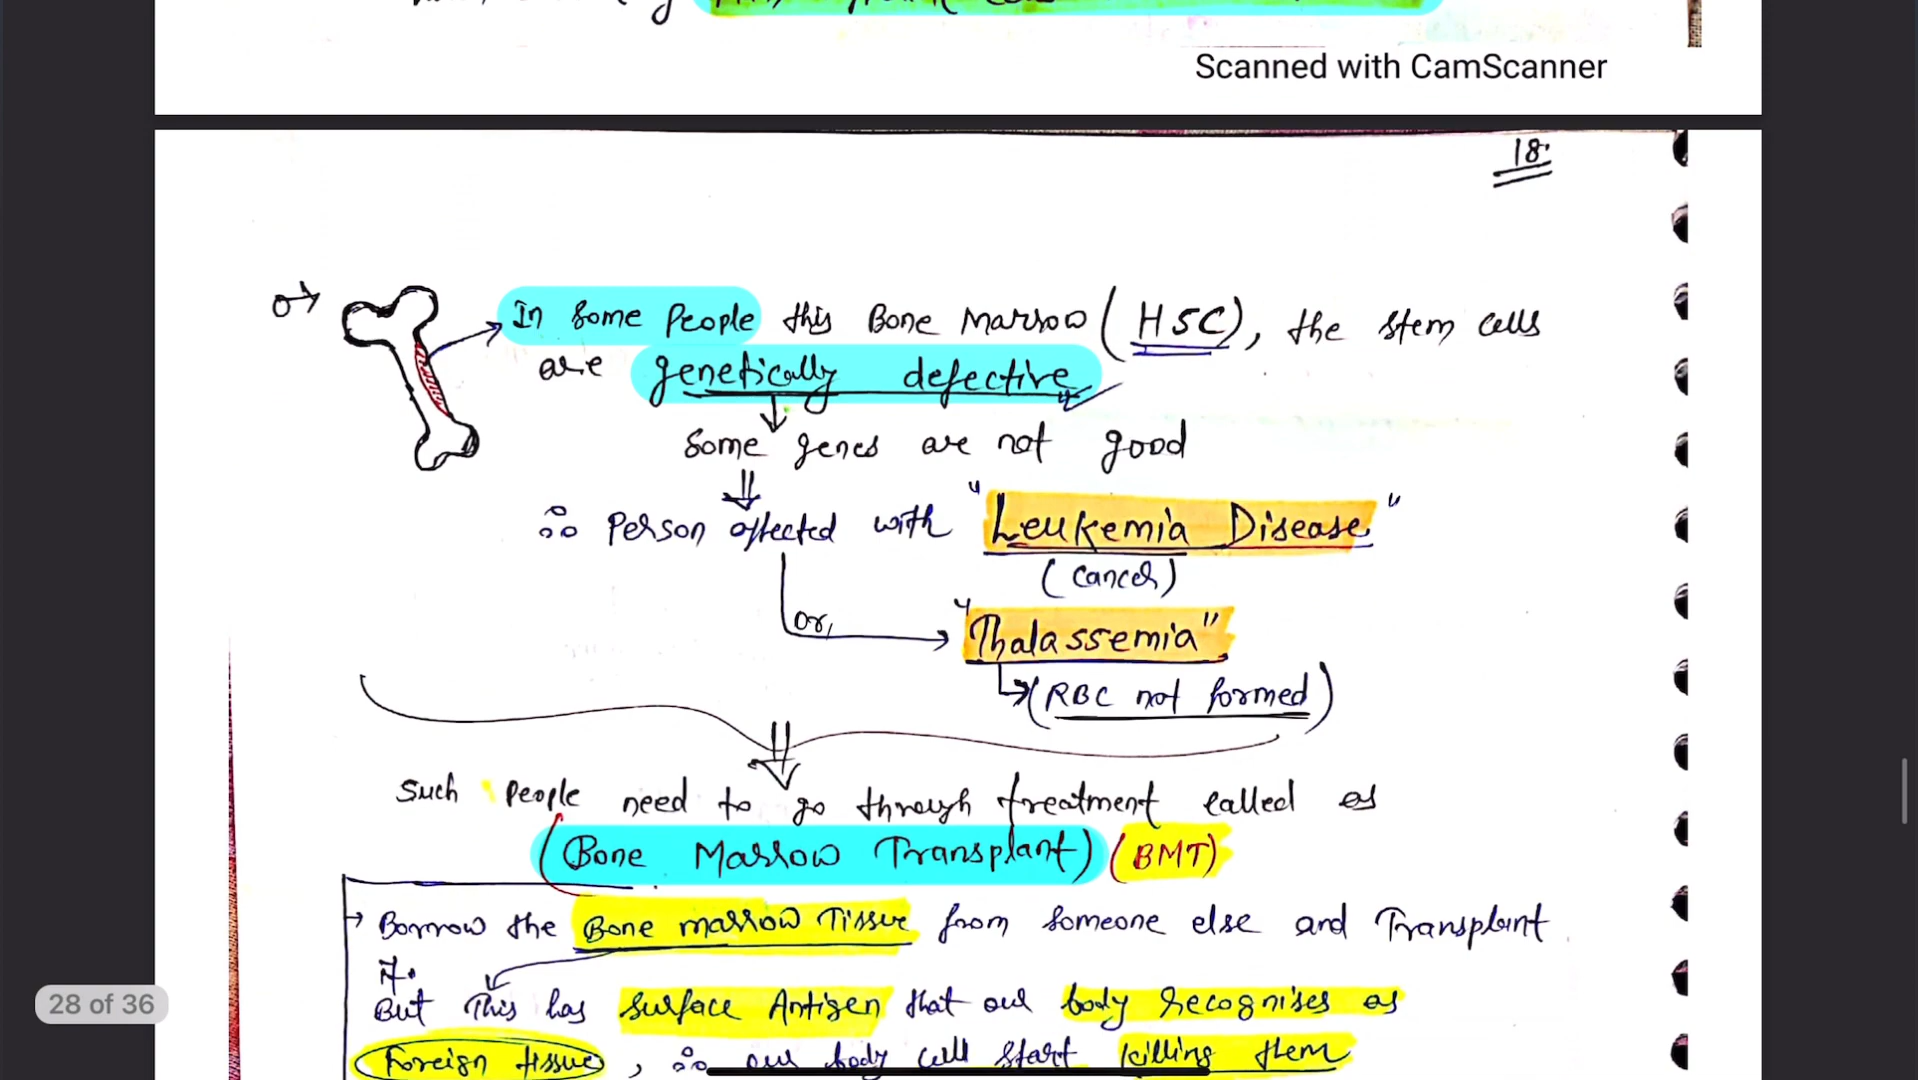 Scanned with CamScanner
18.
In Some People this Bone Marrow (HSC), the stem cells
are genetically defective
Some genes are not good
∴ Person affected with "Leukemia Disease"
(Cancer)
or, "Thalassemia"
(RBC not formed)
Such People need to go through treatment called as
(Bone Marrow Transplant) (BMT)
→ Borrow the Bone marrow Tissue from someone else and Transplant
it.
But This has Surface Antigen that our body recognises as
Foreign tissue, ∴ our body cell start killing them
28 of 36